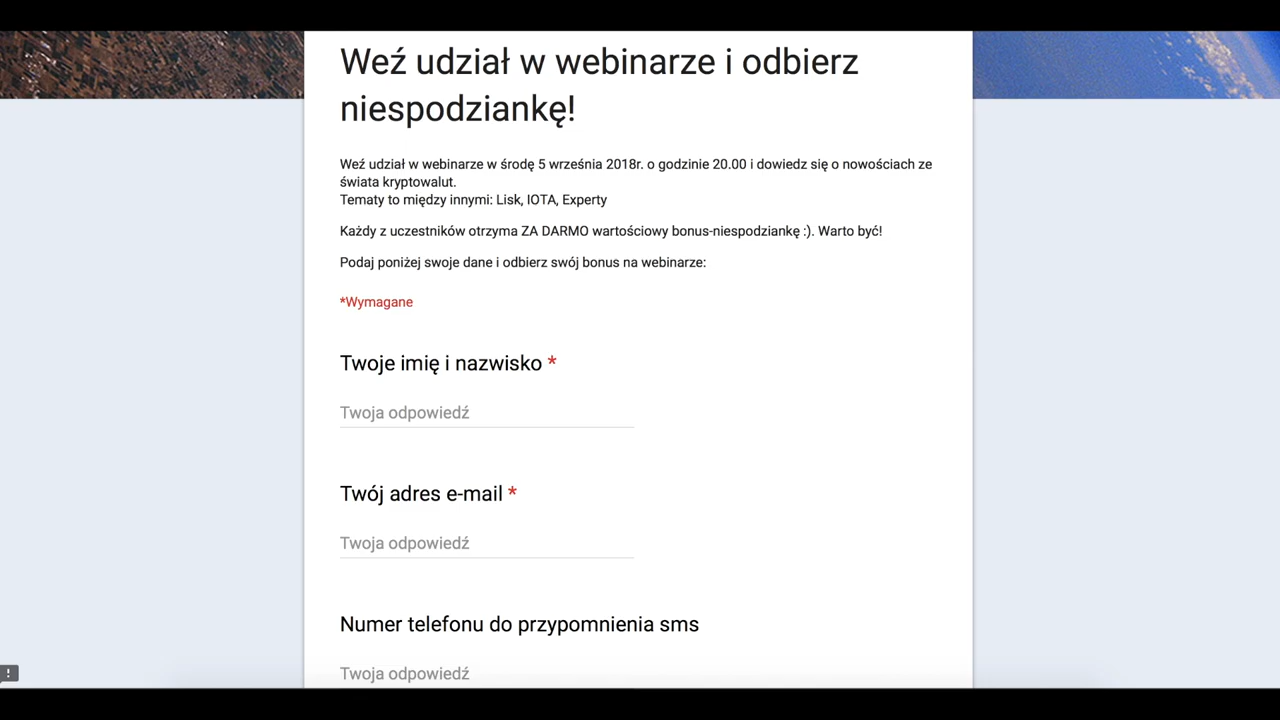 Weź udział w webinarze i odbierz
niespodziankę!
Weź udział w webinarze w środę 5 września 2018r. o godzinie 20.00 i dowiedz się o nowościach ze
świata kryptowalut.
Tematy to między innymi: Lisk, IOTA, Experty
Każdy z uczestników otrzyma ZA DARMO wartościowy bonus-niespodziankę :). Warto być!
Podaj poniżej swoje dane i odbierz swój bonus na webinarze:
*Wymagane
Twoje imię i nazwisko *
Twoja odpowiedź
Twój adres e-mail *
Twoja odpowiedź
Numer telefonu do przypomnienia sms
Twoja odpowiedź
!